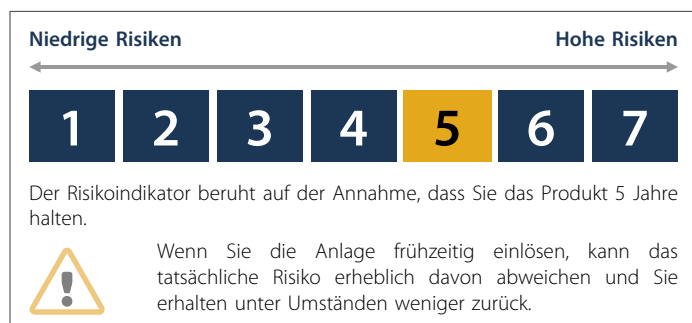 Niedrige Risiken Hohe Risiken
1 2 3 4 5 6 7
Der Risikoindikator beruht auf der Annahme, dass Sie das Produkt 5 Jahre
halten.
Wenn Sie die Anlage frühzeitig einlösen, kann das
tatsächliche Risiko erheblich davon abweichen und Sie
erhalten unter Umständen weniger zurück.